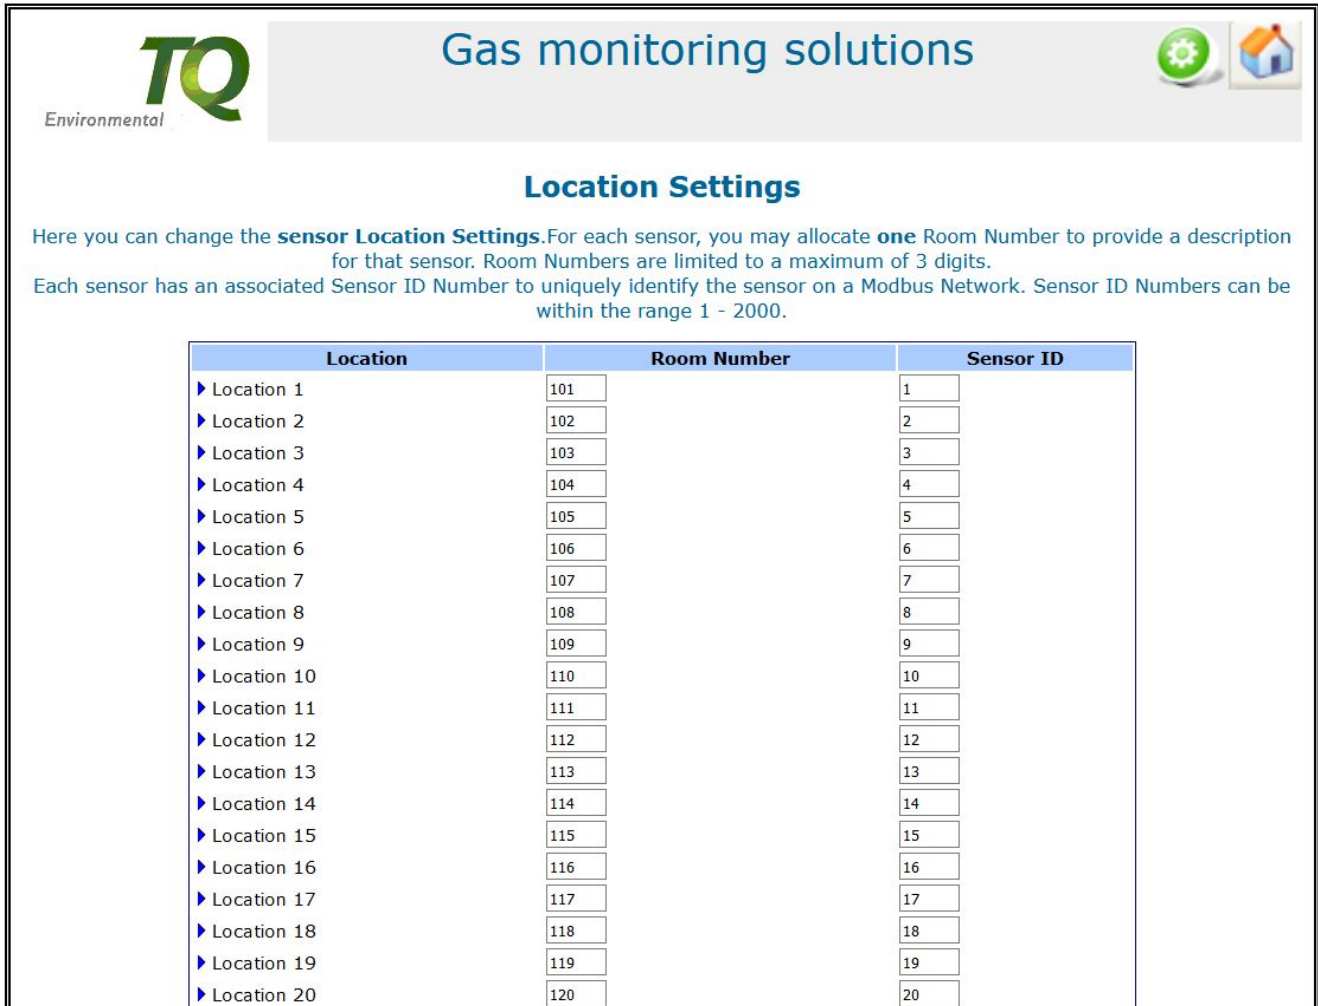 TQ
Environmental
Gas monitoring solutions
Location Settings
Here you can change the sensor Location Settings.For each sensor, you may allocate one Room Number to provide a description
for that sensor. Room Numbers are limited to a maximum of 3 digits.
Each sensor has an associated Sensor ID Number to uniquely identify the sensor on a Modbus Network. Sensor ID Numbers can be
within the range 1 - 2000.
Location Room Number Sensor ID
Location 1 101 1
Location 2 102 2
Location 3 103 3
Location 4 104 4
Location 5 105 5
Location 6 106 6
Location 7 107 7
Location 8 108 8
Location 9 109 9
Location 10 110 10
Location 11 111 11
Location 12 112 12
Location 13 113 13
Location 14 114 14
Location 15 115 15
Location 16 116 16
Location 17 117 17
Location 18 118 18
Location 19 119 19
Location 20 120 20